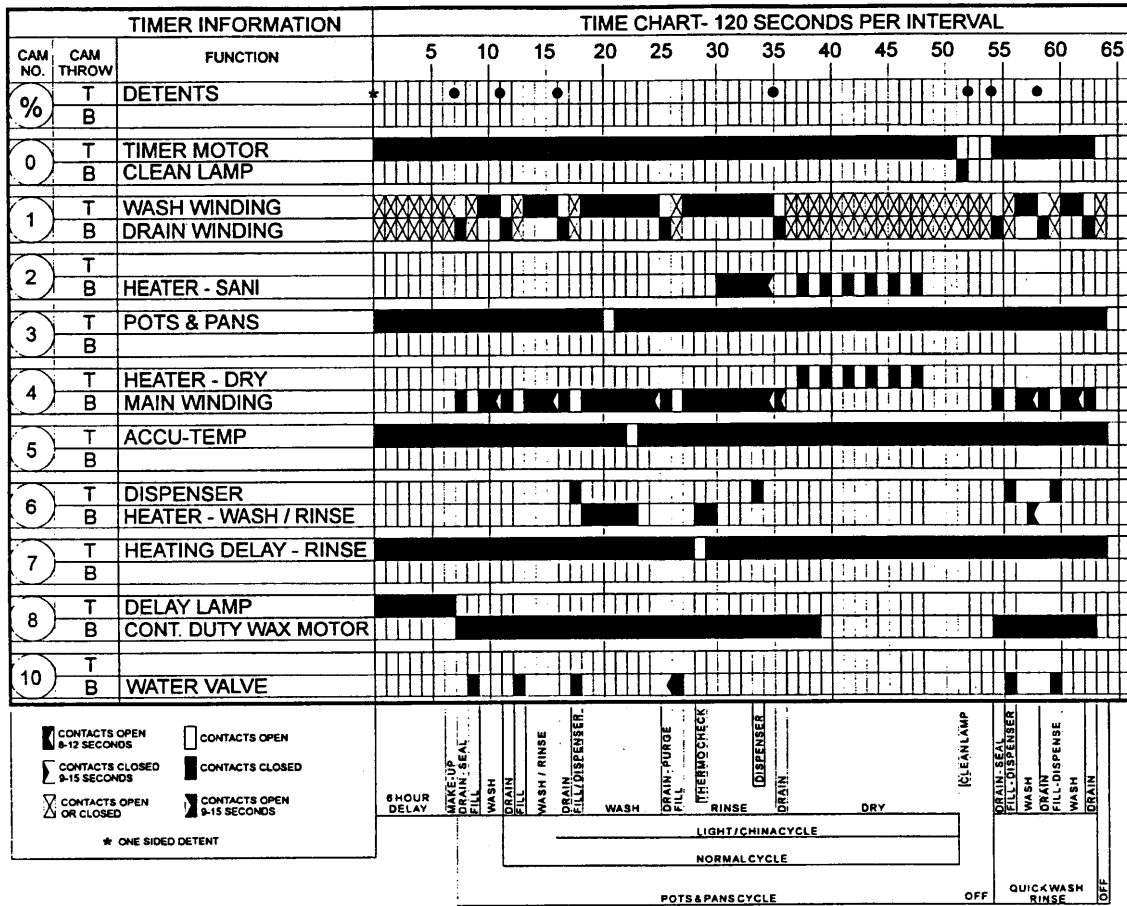 TIMER INFORMATION
TIME CHART- 120 SECONDS PER INTERVAL
CAM NO.
CAM THROW
FUNCTION
5 10 15 20 25 30 35 40 45 50 55 60 65
% T DETENTS
B
0 T TIMER MOTOR
B CLEAN LAMP
1 T WASH WINDING
B DRAIN WINDING
2 T
B HEATER - SANI
3 T POTS & PANS
B
4 T HEATER - DRY
B MAIN WINDING
5 T ACCU-TEMP
B
6 T DISPENSER
B HEATER - WASH / RINSE
7 T HEATING DELAY - RINSE
B
8 T DELAY LAMP
B CONT. DUTY WAX MOTOR
10 T
B WATER VALVE
CONTACTS OPEN 8-12 SECONDS
CONTACTS OPEN
CONTACTS CLOSED 9-15 SECONDS
CONTACTS CLOSED
CONTACTS OPEN OR CLOSED
CONTACTS OPEN 9-15 SECONDS
* ONE SIDED DETENT
6 HOUR DELAY
MAKE-UP
DRAIN-SEAL
FILL
WASH
DRAIN
FILL
WASH / RINSE
DRAIN
FILL/DISPENSER
WASH
DRAIN-PURGE
FILL
THERMOCHECK
RINSE
DISPENSER
DRAIN
DRY
CLEANLAMP
DRAIN-SEAL
FILL-DISPENSER
WASH
DRAIN
FILL-DISPENSE
WASH
DRAIN
LIGHT/CHINACYCLE
NORMALCYCLE
POTS & PANS CYCLE
OFF
QUICKWASH RINSE
OFF